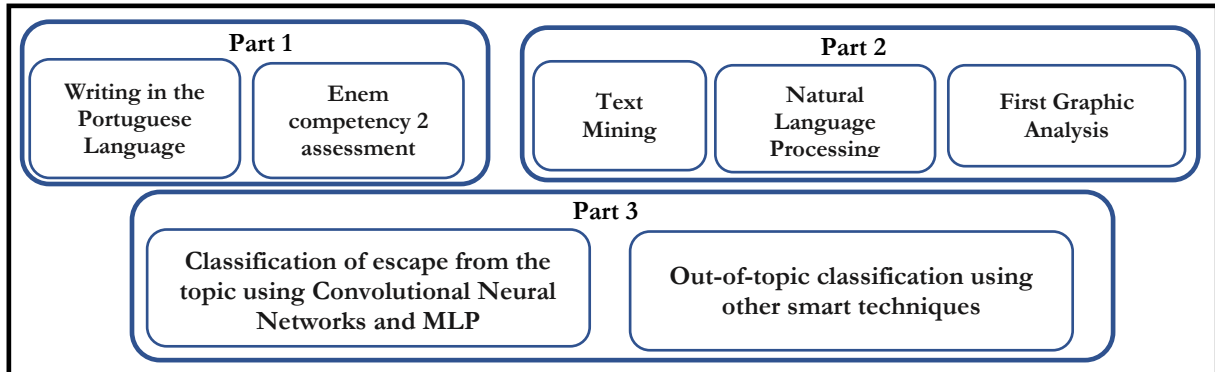 Part 1
Writing in the
Portuguese
Language
Enem
competency 2
assessment
Part 2
Text
Mining
Natural
Language
Processing
First Graphic
Analysis
Part 3
Classification of escape from the
topic using Convolutional Neural
Networks and MLP
Out-of-topic classification using
other smart techniques